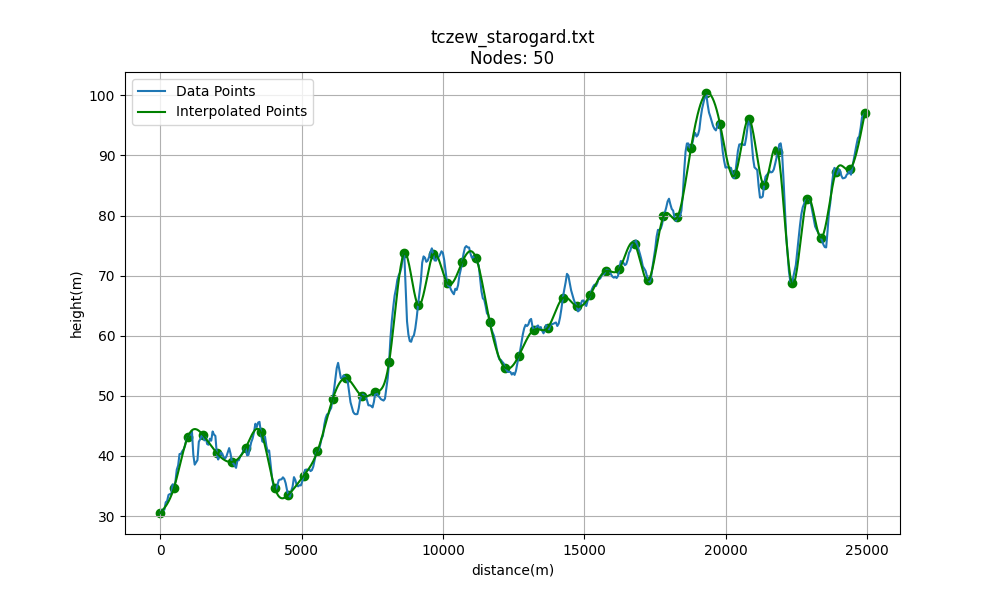 tczew_starogard.txt
Nodes: 50
Data Points
Interpolated Points
100
90
80
70
60
50
40
30
height(m)
0 5000 10000 15000 20000 25000
distance(m)